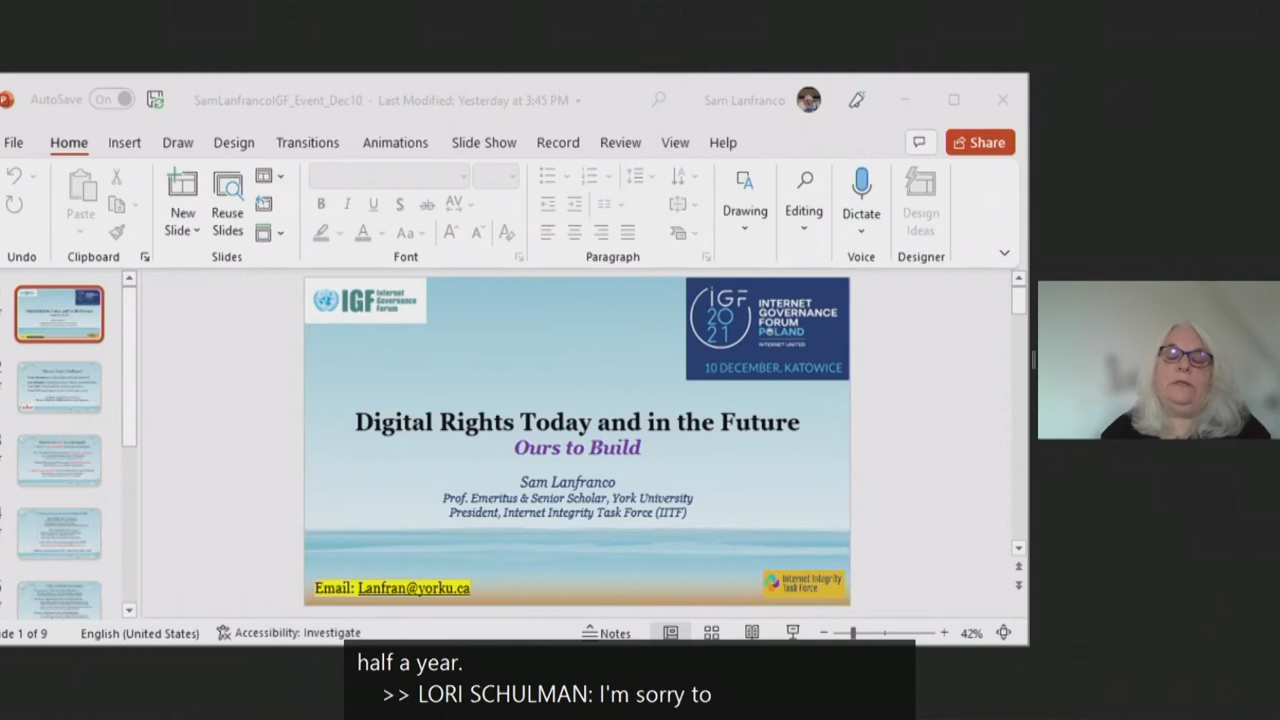 AutoSave On SamLanfrancoIGF_Event_Dec10 - Last Modified: Yesterday at 3:45 PM Sam Lanfranco
File Home Insert Draw Design Transitions Animations Slide Show Record Review View Help Share
Paste New Slide Reuse Slides Drawing Editing Dictate Design Ideas
Undo Clipboard Slides Font Paragraph Voice Designer
IGF Internet Governance Forum
IGF 2021 INTERNET GOVERNANCE FORUM POLAND
INTERNET UNITED
10 DECEMBER, KATOWICE
Digital Rights Today and in the Future
Ours to Build
Sam Lanfranco
Prof. Emeritus & Senior Scholar, York University
President, Internet Integrity Task Force (IITF)
Email: Lanfran@yorku.ca
Internet Integrity Task Force
de 1 of 9 English (United States) Accessibility: Investigate Notes 42%
half a year.
>> LORI SCHULMAN: I'm sorry to